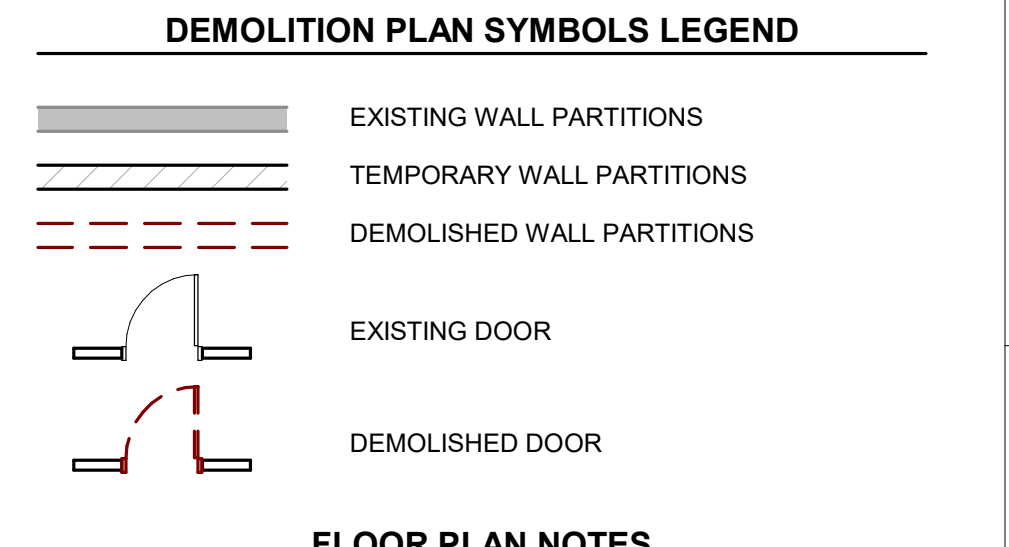 DEMOLITION PLAN SYMBOLS LEGEND
EXISTING WALL PARTITIONS
TEMPORARY WALL PARTITIONS
DEMOLISHED WALL PARTITIONS
EXISTING DOOR
DEMOLISHED DOOR
FLOOR PLAN NOTES